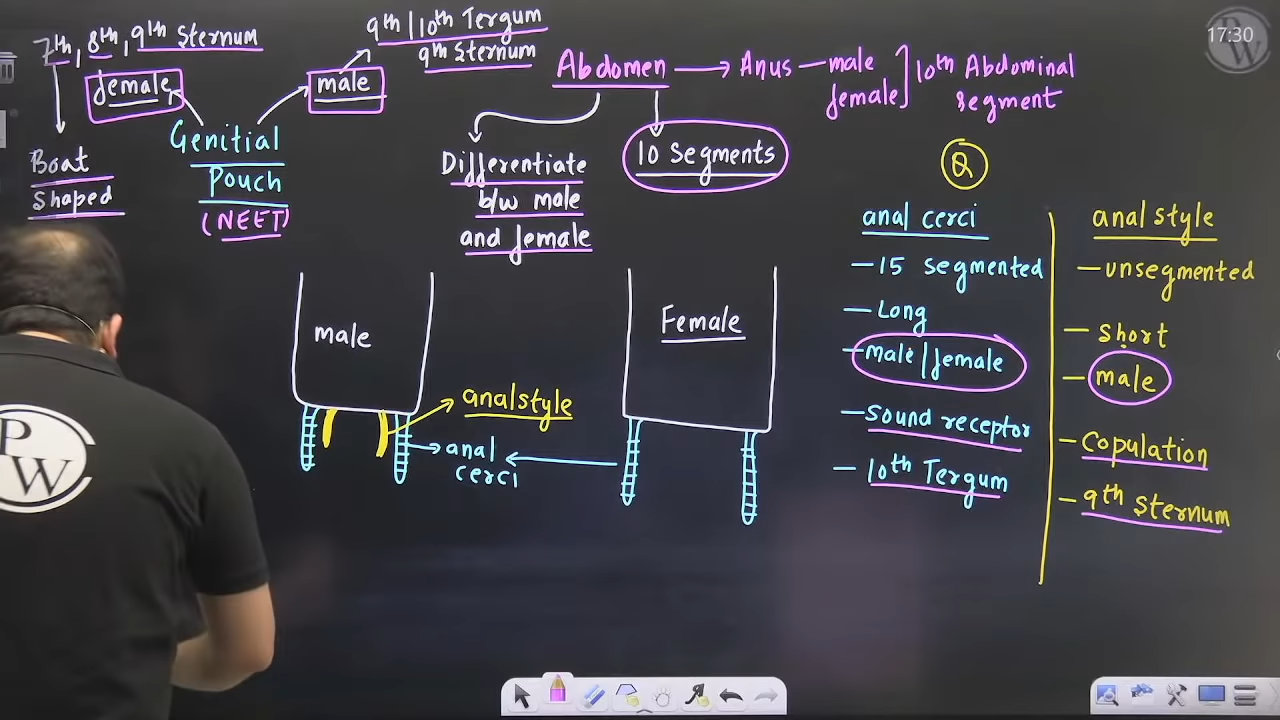 7th, 8th, 9th Sternum
female
Boat
Shaped
Genitial
Pouch
(NEET)
male
9th/10th Tergum
9th Sternum
Abdomen
Anus
male
female
10th Abdominal
segment
Differentiate
b/w male
and female
10 Segments
Q
male
analstyle
anal
cerci
Female
anal cerci
- 15 segmented
- Long
- male/female
- Sound receptor
- 10th Tergum
anal style
- unsegmented
- Short
- male
- Copulation
- 9th Sternum
17:30
PW
PW